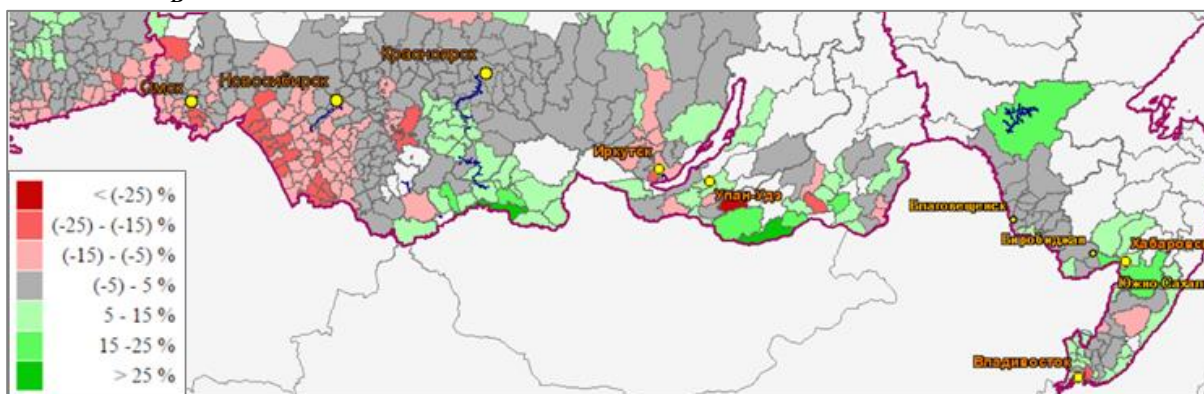 в
Красноярск
Омск
Новосибирск
Иркутск
Улан-Удэ
Благовещенск
Биробиджан
Хабаровск
Южно-Сахал
Владивосток
< (-25) %
(-25) - (-15) %
(-15) - (-5) %
(-5) - 5 %
5 - 15 %
15 -25 %
> 25 %